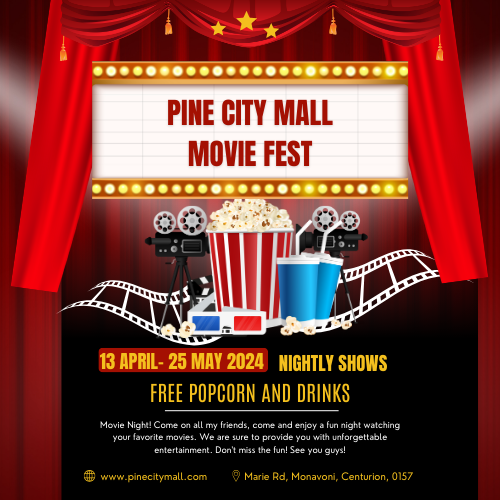 PINE CITY MALL
MOVIE FEST
13 APRIL- 25 MAY 2024 NIGHTLY SHOWS
FREE POPCORN AND DRINKS
Movie Night! Come on all my friends, come and enjoy a fun night watching
your favorite movies. We are sure to provide you with unforgettable
entertainment. Don't miss the fun! See you guys!
www.pinecitymall.com Marie Rd, Monavoni, Centurion, 0157